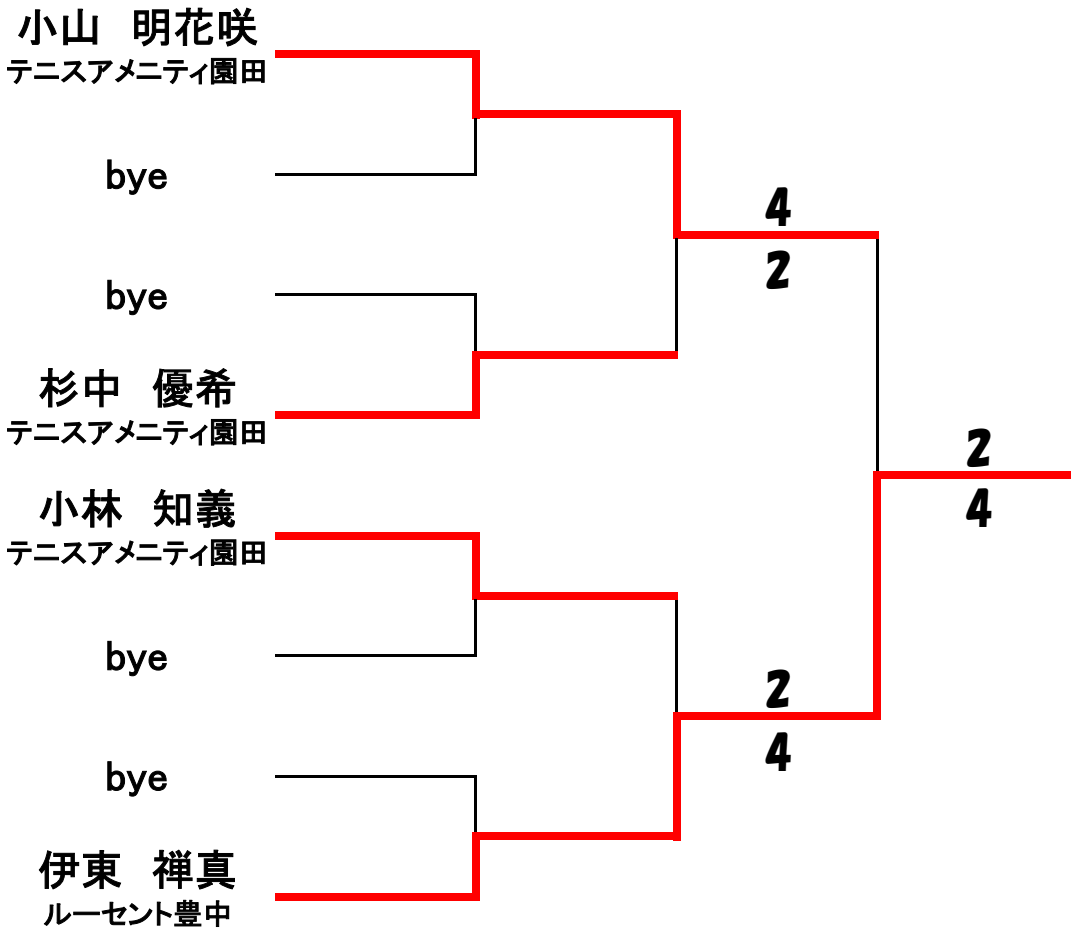 小山　明花咲
テニスアメニティ園田
bye
4
2
bye
杉中　優希
テニスアメニティ園田
2
4
小林　知義
テニスアメニティ園田
bye
2
4
bye
伊東　禅真
ルーセント豊中